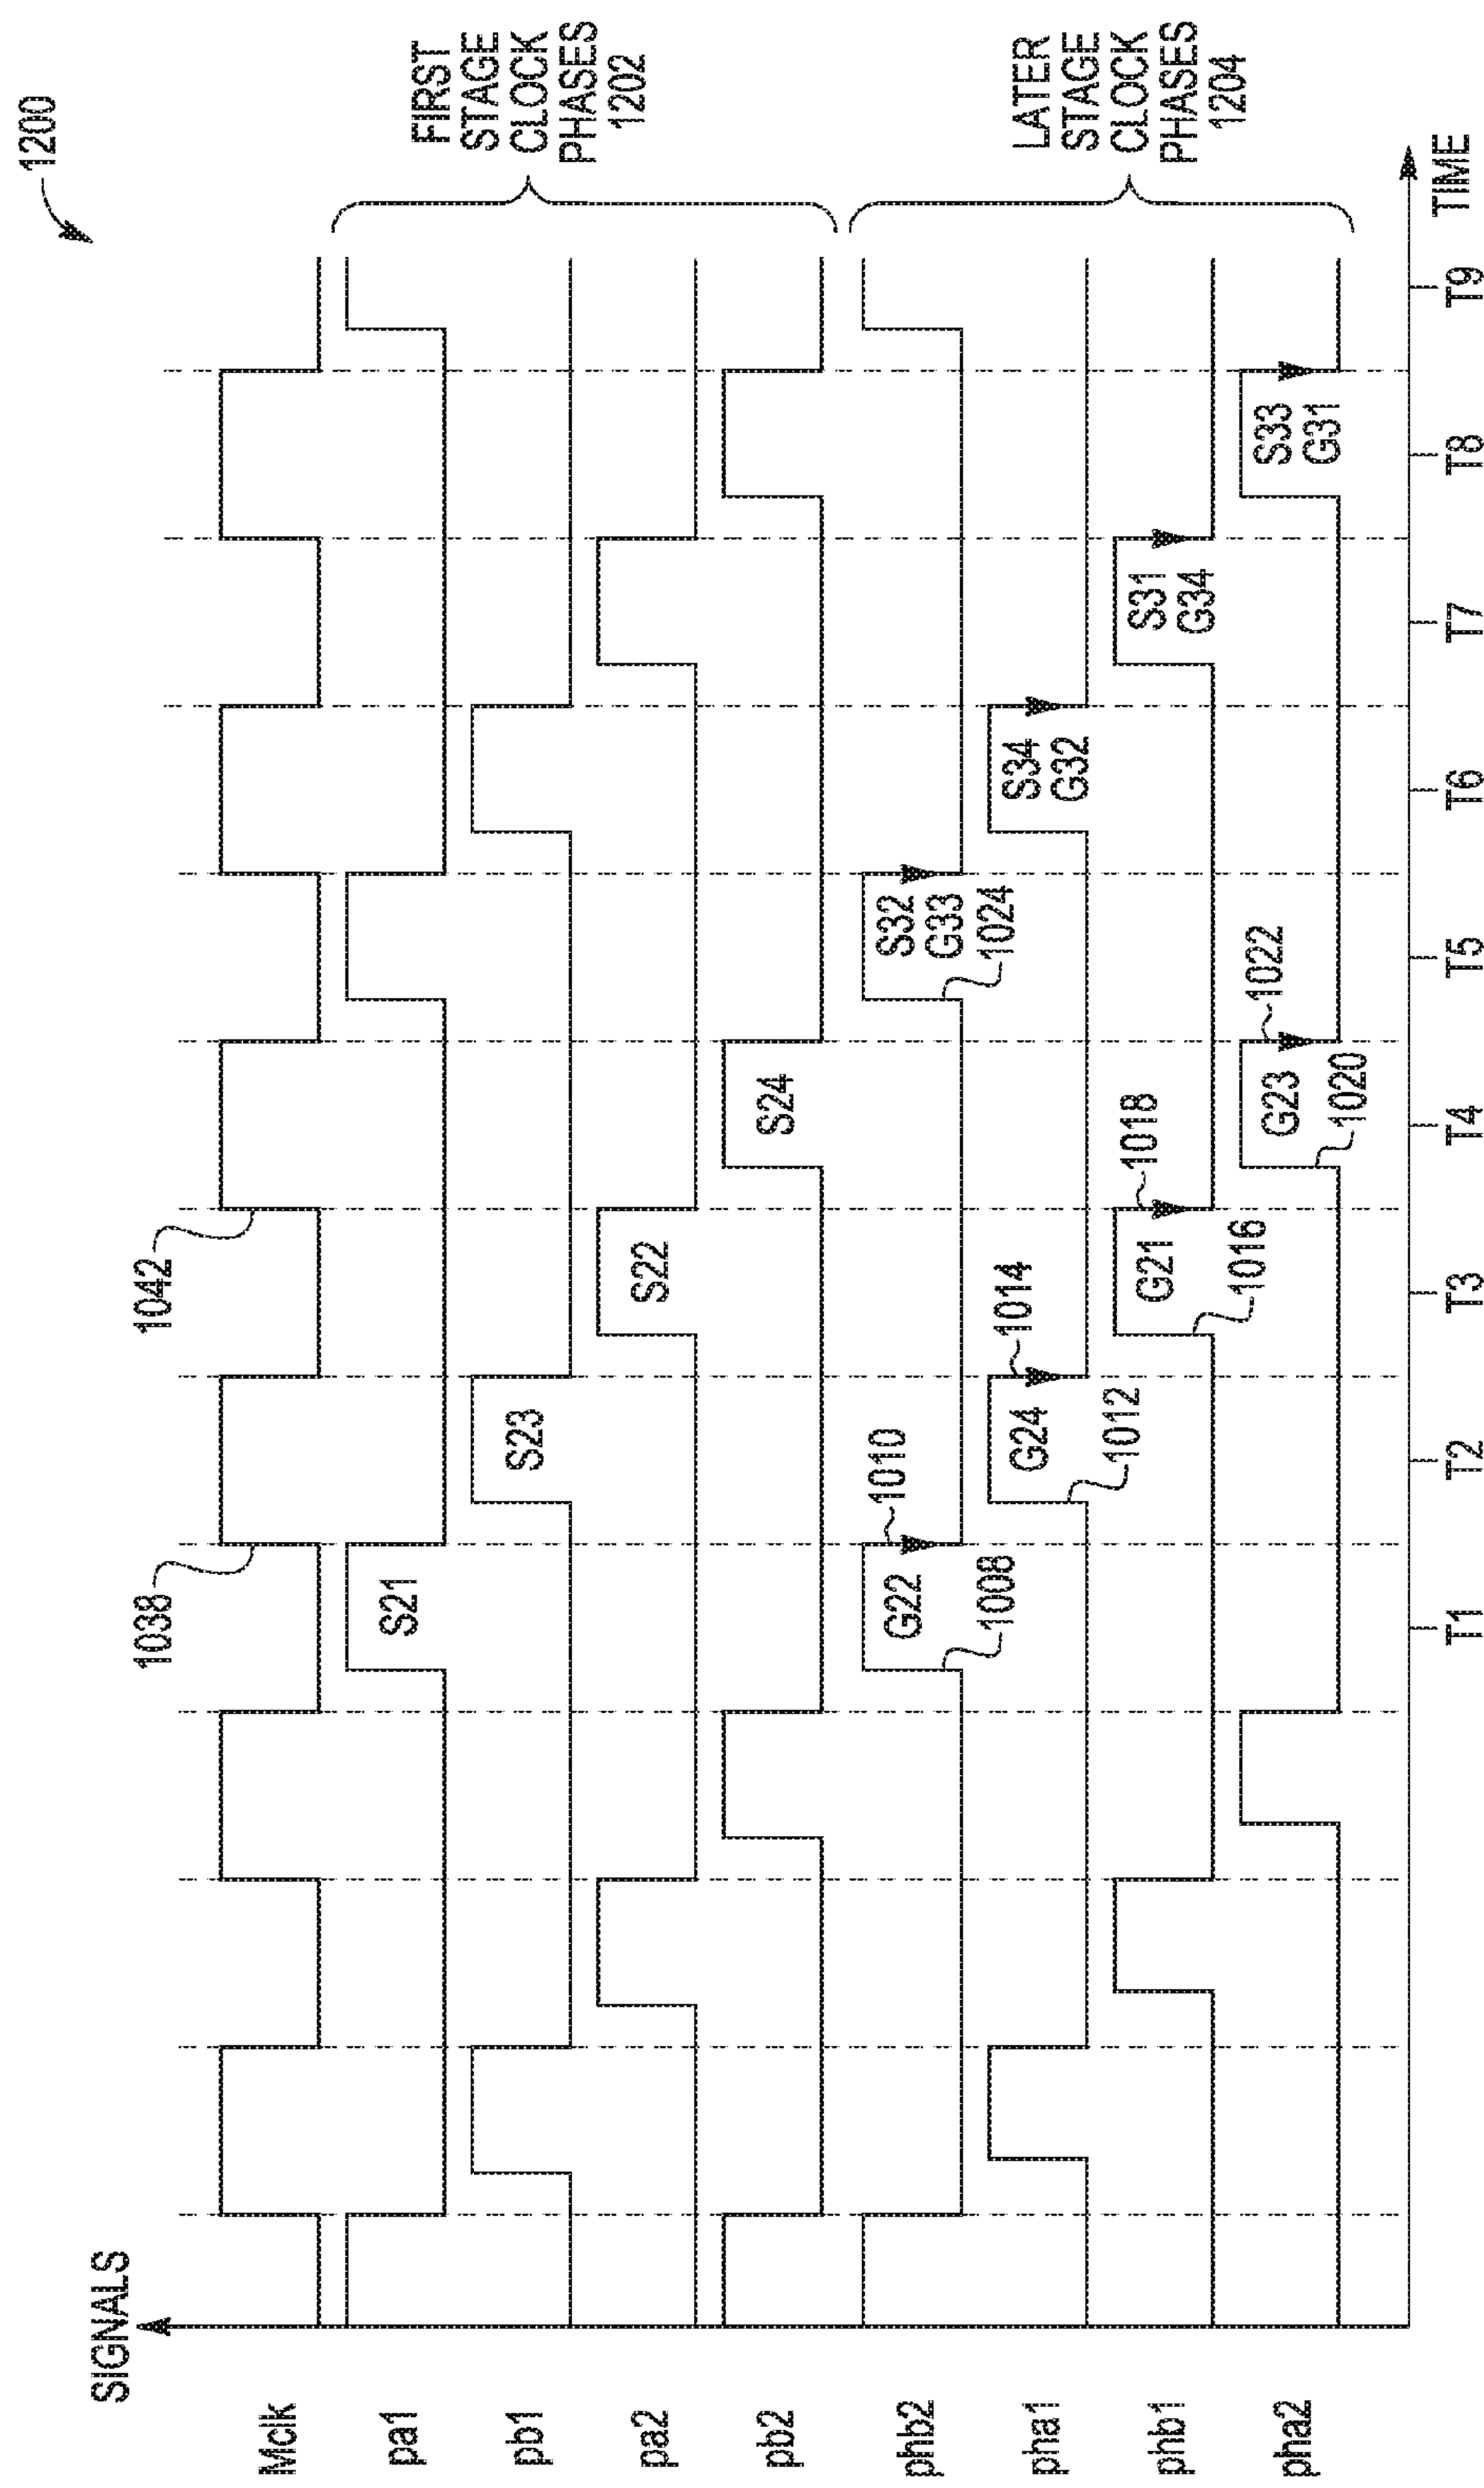 1200
SIGNALS
Mclk
1038
1042
pa1
S21
pb1
S23
pa2
S22
pb2
S24
FIRST
STAGE
CLOCK
PHASES
1202
phb2
G22
1010
1008
S32
G33
1024
pha1
G24
1014
1012
S34
G32
phb1
G21
1018
1016
S31
G34
pha2
G23
1022
1020
S33
G31
LATER
STAGE
CLOCK
PHASES
1204
T1
T2
T3
T4
T5
T6
T7
T8
T9
TIME